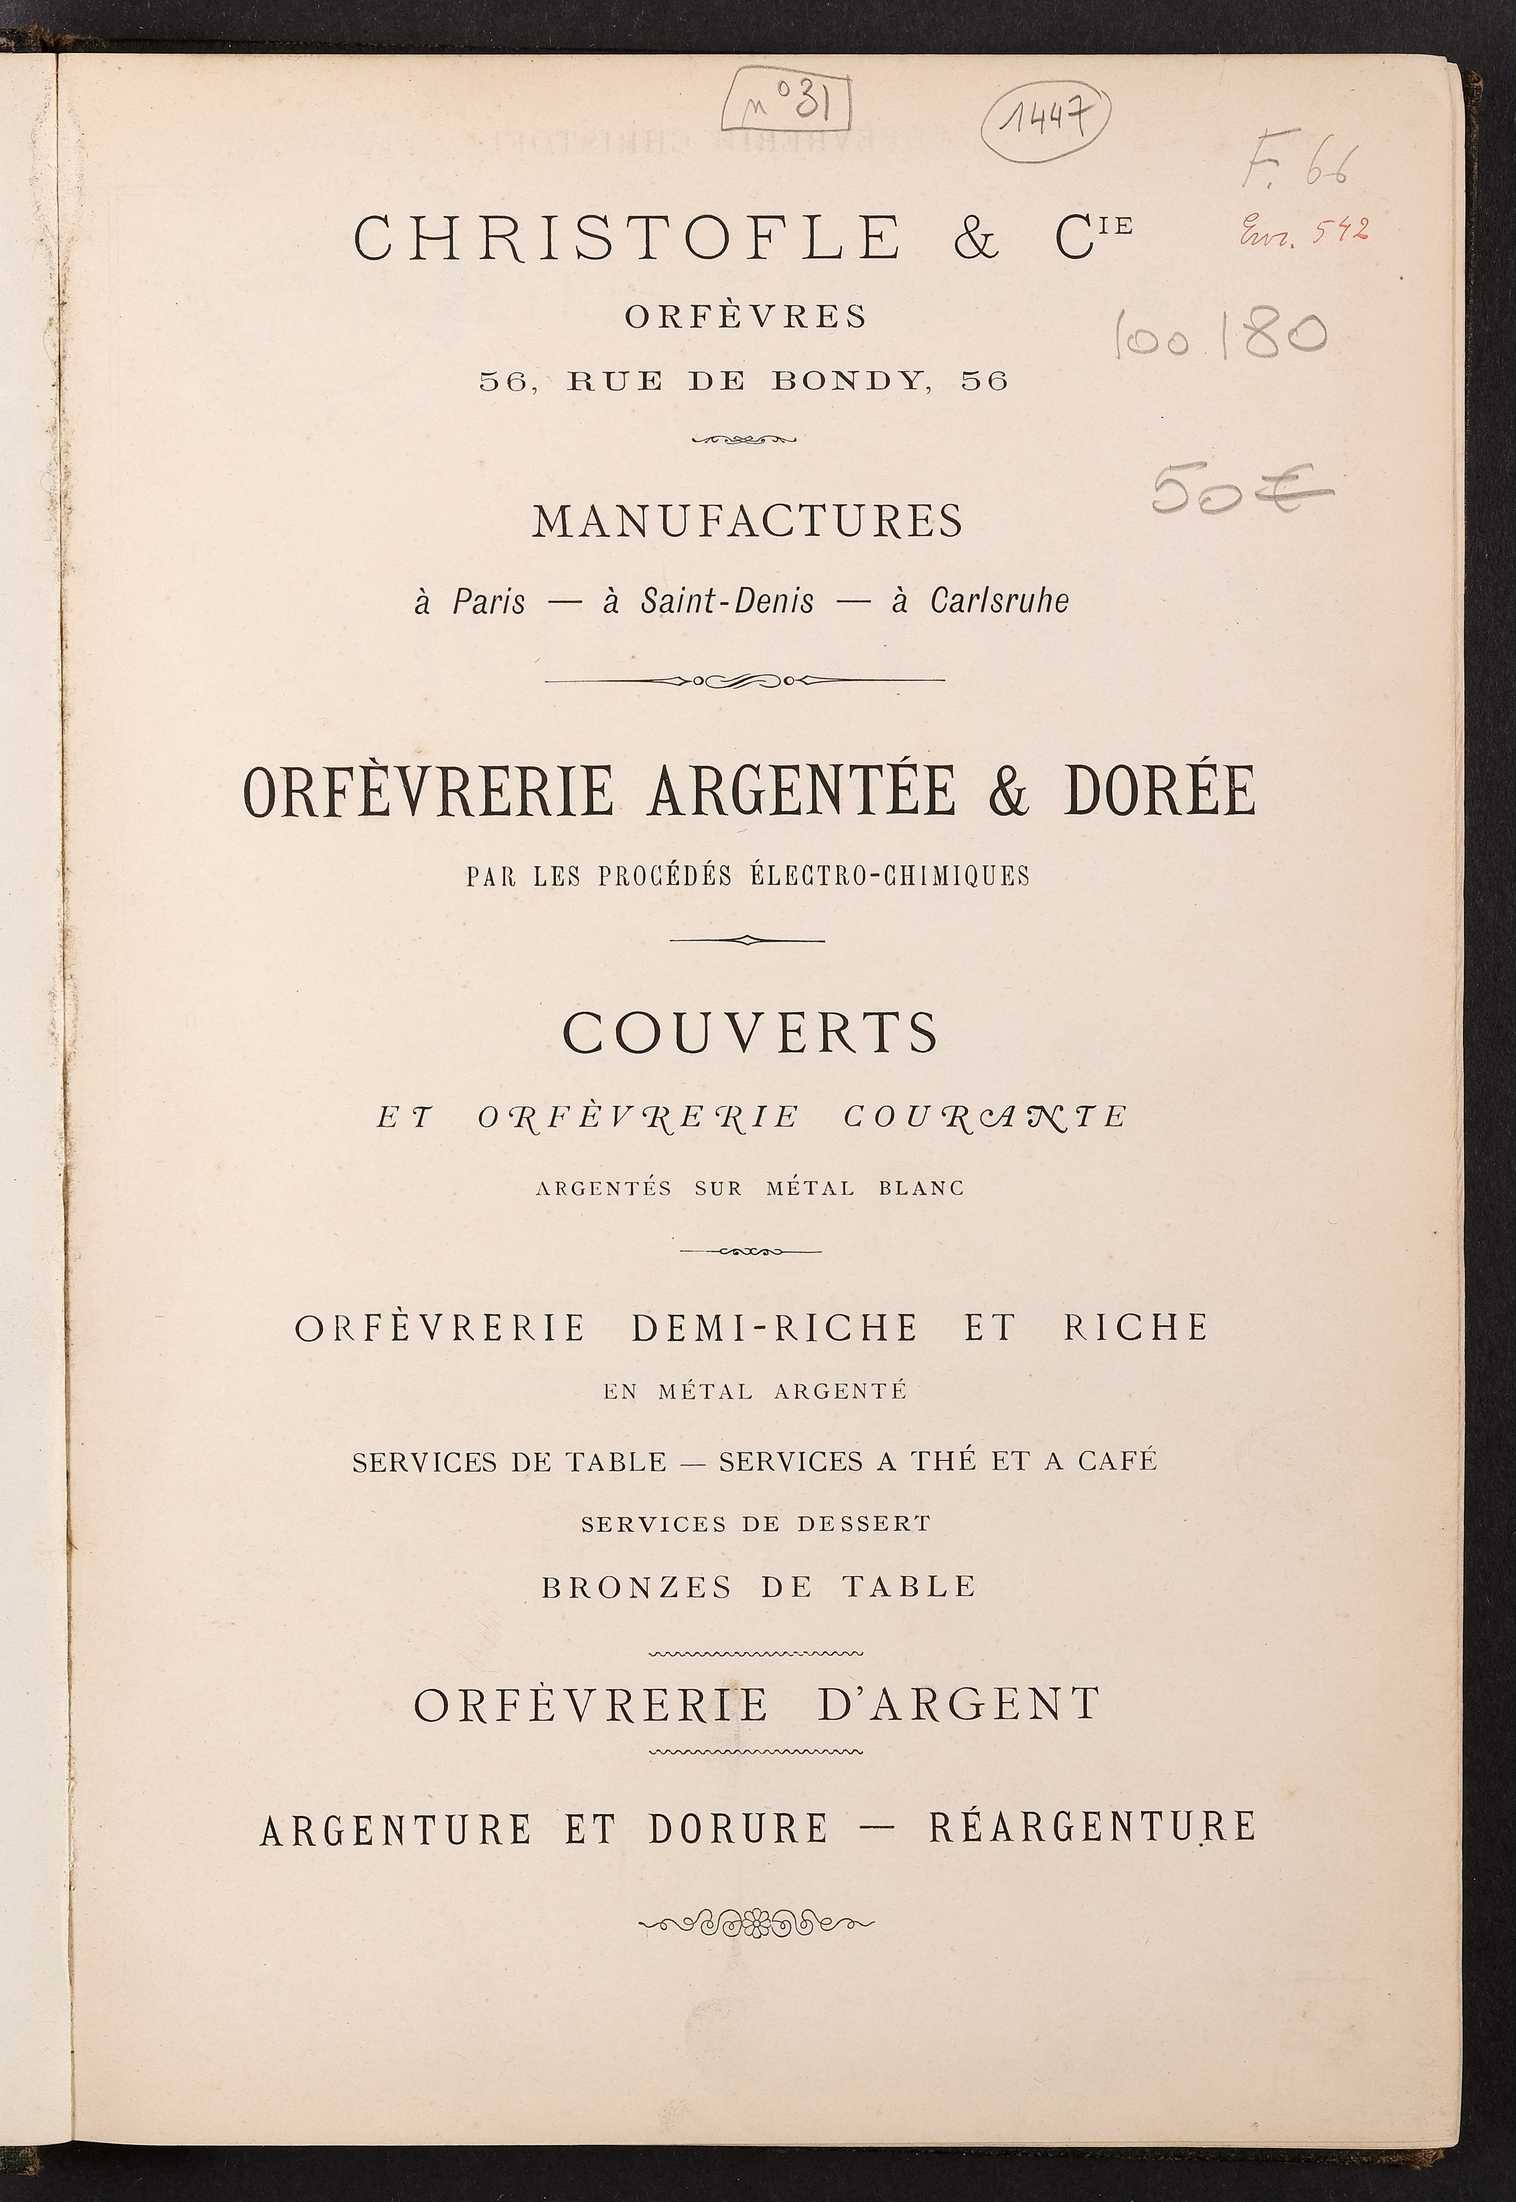 n° 31
1447
F. 66
CHRISTOFLE & CIE
542
ORFÈVRES
100 180
56, RUE DE BONDY, 56
50€
MANUFACTURES
à Paris — à Saint-Denis — à Carlsruhe
ORFÈVRERIE ARGENTÉE & DORÉE
PAR LES PROCÉDÉS ÉLECTRO-CHIMIQUES
COUVERTS
ET ORFÈVRERIE COURANTE
ARGENTÉS SUR MÉTAL BLANC
ORFÈVRERIE DEMI-RICHE ET RICHE
EN MÉTAL ARGENTÉ
SERVICES DE TABLE — SERVICES A THÉ ET A CAFÉ
SERVICES DE DESSERT
BRONZES DE TABLE
ORFÈVRERIE D'ARGENT
ARGENTURE ET DORURE — RÉARGENTURE